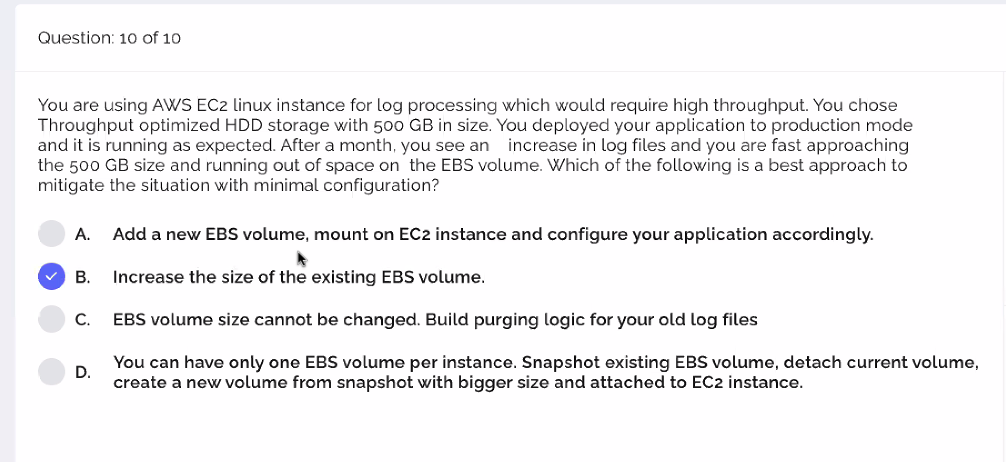 Question: 10 of 10
You are using AWS EC2 linux instance for log processing which would require high throughput. You chose
Throughput optimized HDD storage with 500 GB in size. You deployed your application to production mode
and it is running as expected. After a month, you see an increase in log files and you are fast approaching
the 500 GB size and running out of space on the EBS volume. Which of the following is a best approach to
mitigate the situation with minimal configuration?
A. Add a new EBS volume, mount on EC2 instance and configure your application accordingly.
B. Increase the size of the existing EBS volume.
C. EBS volume size cannot be changed. Build purging logic for your old log files
D. You can have only one EBS volume per instance. Snapshot existing EBS volume, detach current volume,
create a new volume from snapshot with bigger size and attached to EC2 instance.